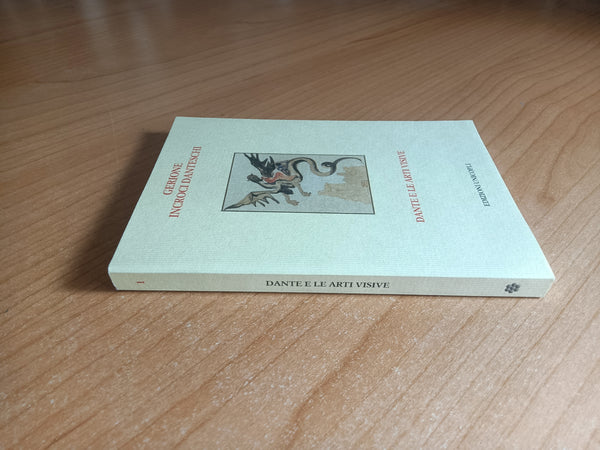 GERIONE
INCROCI DANTESCHI
DANTE E LE ARTI VISIVE
EDIZIONI UNICOPLI
1
DANTE E LE ARTI VISIVE